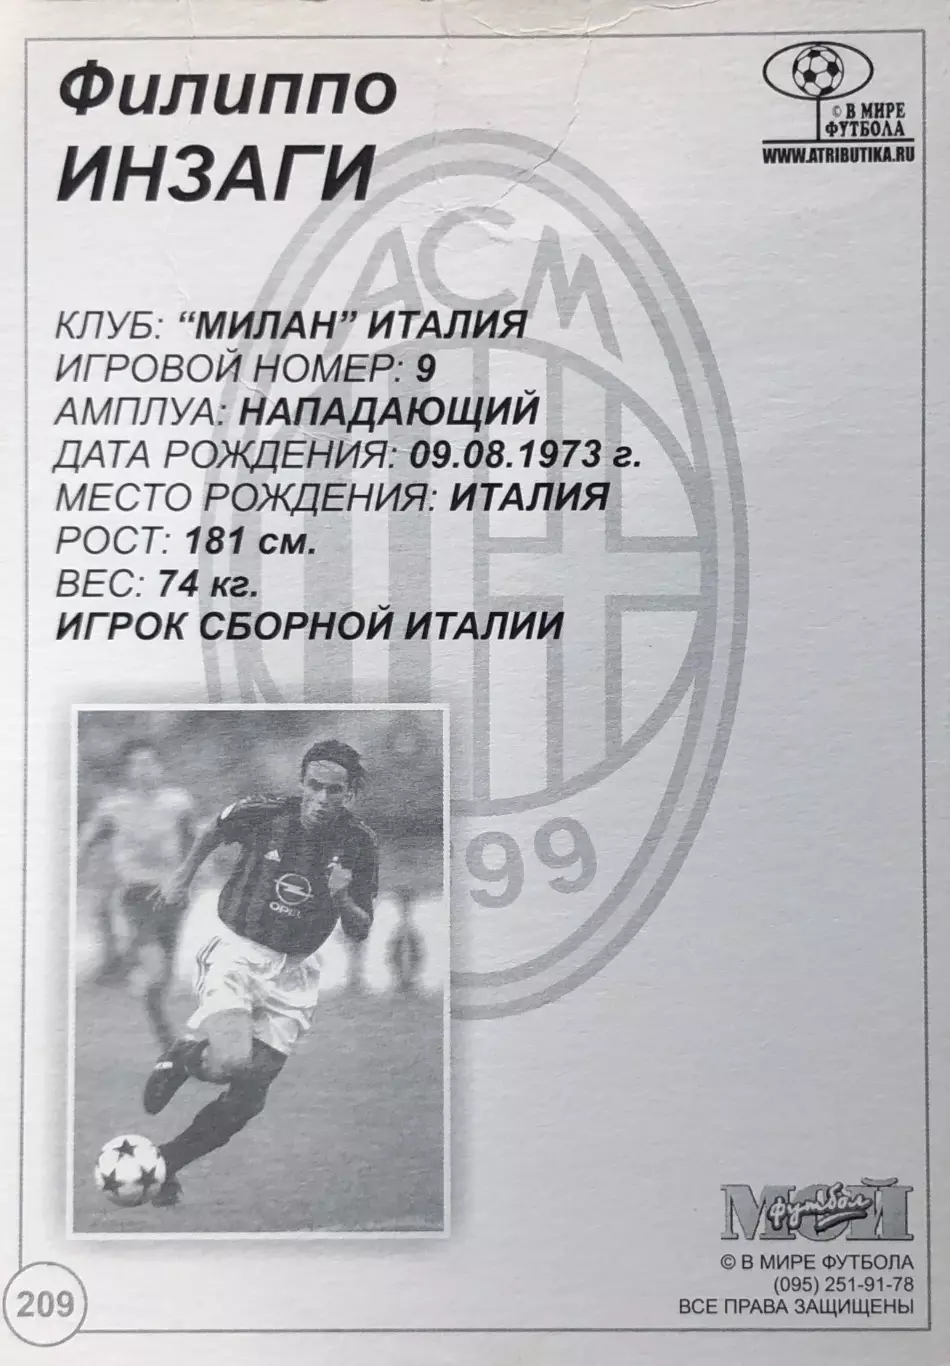 Филиппо
ИНЗАГИ
© В МИРЕ
ФУТБОЛА
WWW.ATRIBUTIKA.RU
ACM
КЛУБ: “МИЛАН” ИТАЛИЯ
ИГРОВОЙ НОМЕР: 9
АМПЛУА: НАПАДАЮЩИЙ
ДАТА РОЖДЕНИЯ: 09.08.1973 г.
МЕСТО РОЖДЕНИЯ: ИТАЛИЯ
РОСТ: 181 см.
ВЕС: 74 кг.
ИГРОК СБОРНОЙ ИТАЛИИ
99
OPEL
МОЙ
футбол
© В МИРЕ ФУТБОЛА
(095) 251-91-78
ВСЕ ПРАВА ЗАЩИЩЕНЫ
209